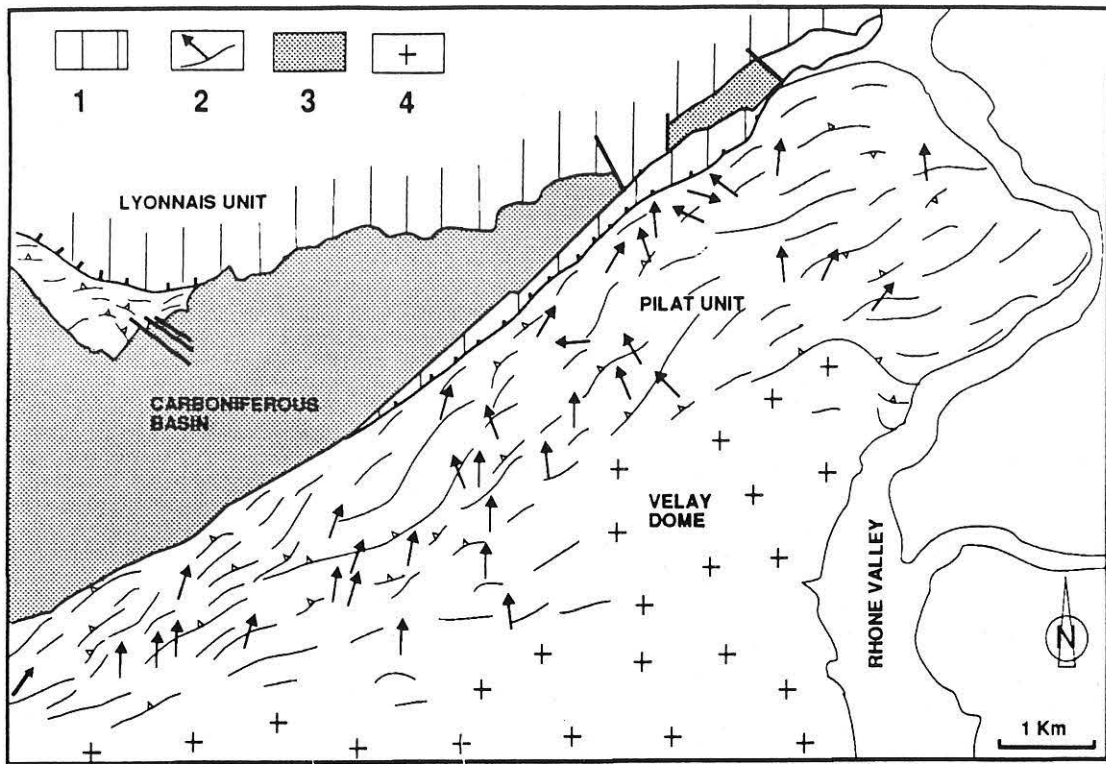 1 2 3 4
LYONNAIS UNIT
PILAT UNIT
CARBONIFEROUS
BASIN
VELAY
DOME
RHONE VALLEY
N
1 Km